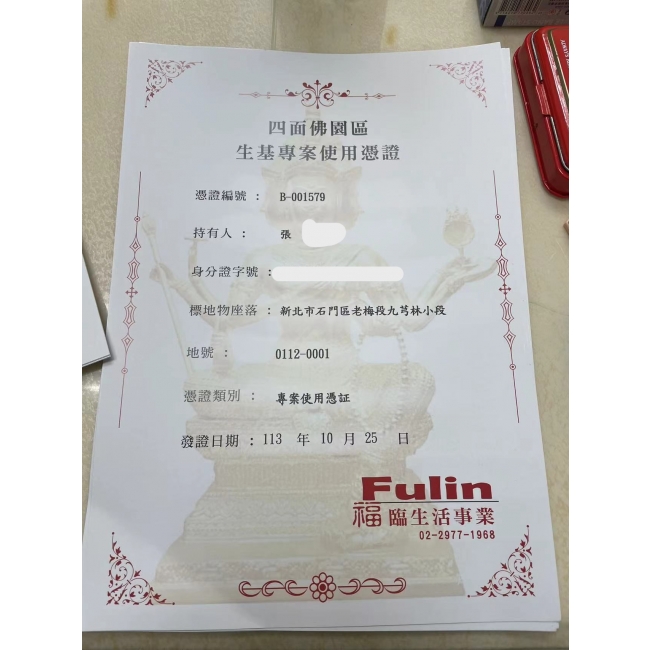 四面佛園區
生基專案使用憑證
憑證編號 : B-001579
持有人 : 張
身分證字號 :
標地物座落 : 新北市石門區老梅段九芎林小段
地號 : 0112-0001
憑證類別 : 專案使用憑証
發證日期 : 113 年 10 月 25 日
Fulin
福臨生活事業
02-2977-1968